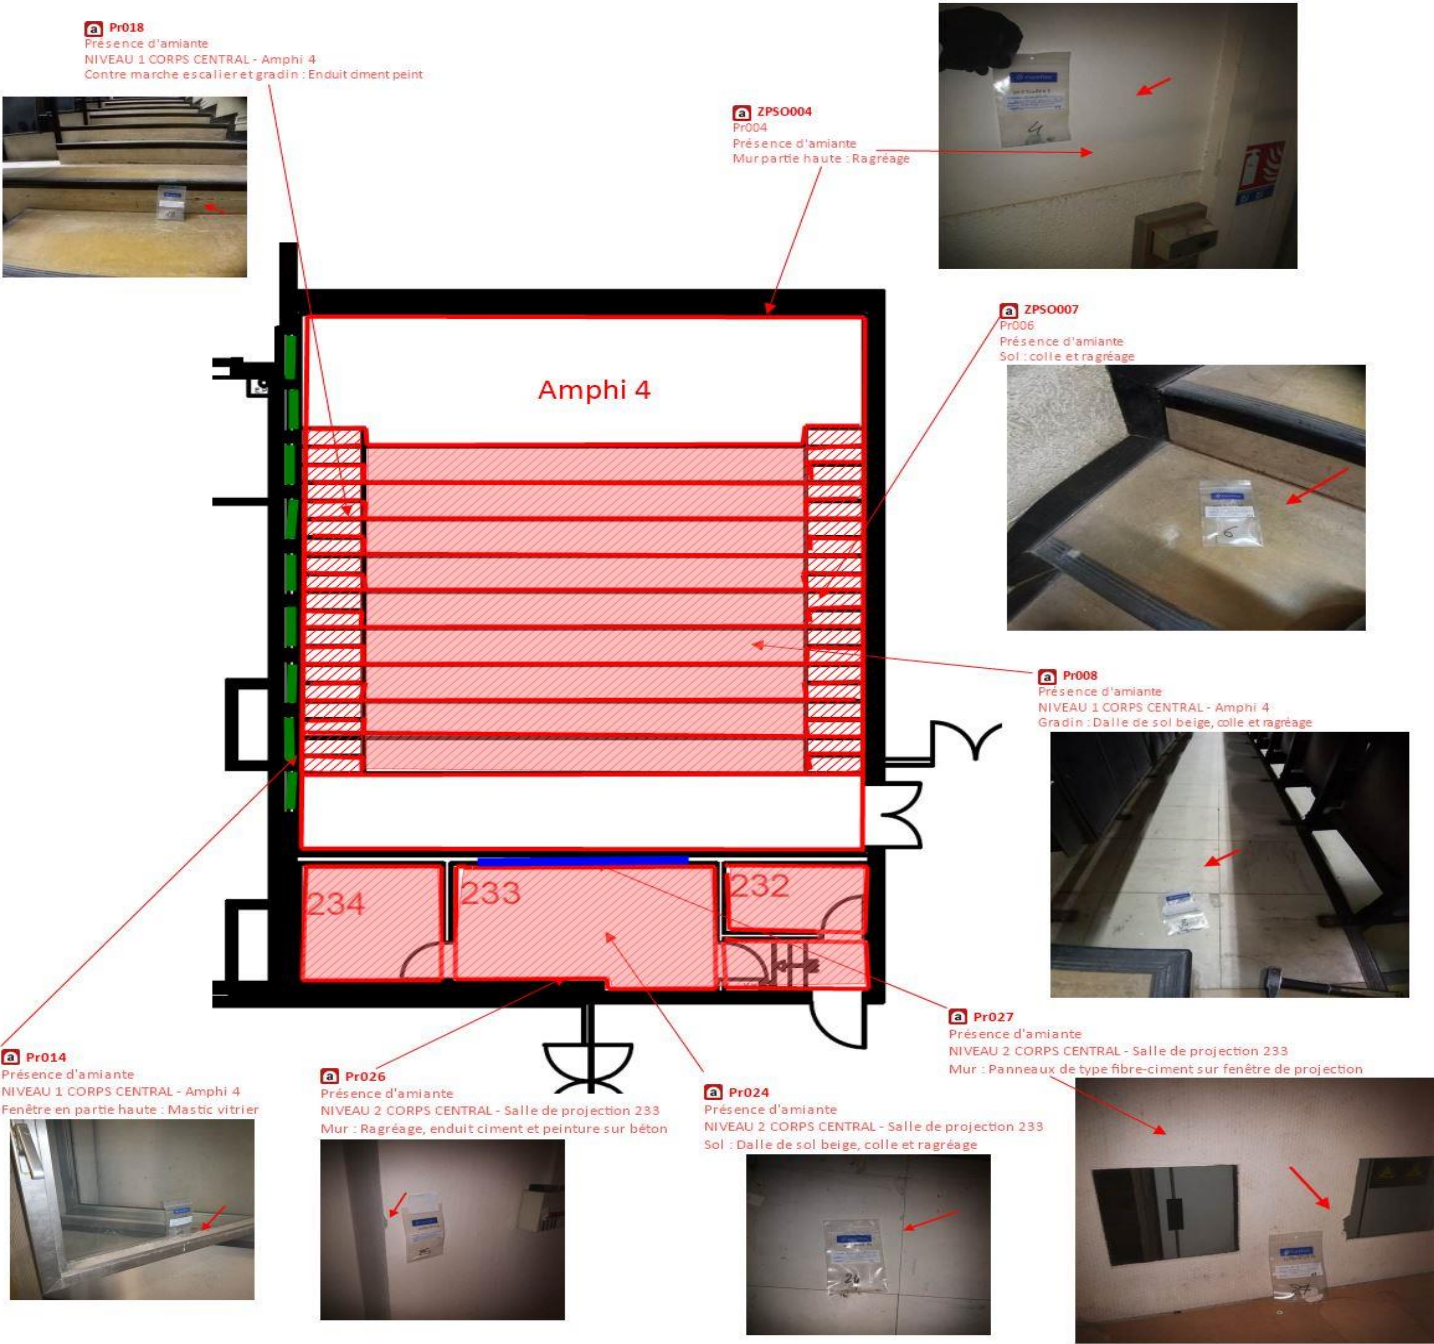 a Pr018
Présence d'amiante
NIVEAU 1 CORPS CENTRAL - Amphi 4
Contre marche escalier et gradin : Enduit ciment peint
a ZPSO004
Pr004
Présence d'amiante
Mur partie haute : Ragréage
4
18
a ZPSO007
Pr006
Présence d'amiante
Sol : colle et ragréage
6
Amphi 4
a Pr008
Présence d'amiante
NIVEAU 1 CORPS CENTRAL - Amphi 4
Gradin : Dalle de sol beige, colle et ragréage
234
233
232
a Pr014
Présence d'amiante
NIVEAU 1 CORPS CENTRAL - Amphi 4
Fenêtre en partie haute : Mastic vitrier
a Pr026
Présence d'amiante
NIVEAU 2 CORPS CENTRAL - Salle de projection 233
Mur : Ragréage, enduit ciment et peinture sur béton
a Pr024
Présence d'amiante
NIVEAU 2 CORPS CENTRAL - Salle de projection 233
Sol : Dalle de sol beige, colle et ragréage
24
a Pr027
Présence d'amiante
NIVEAU 2 CORPS CENTRAL - Salle de projection 233
Mur : Panneaux de type fibre-ciment sur fenêtre de projection
27